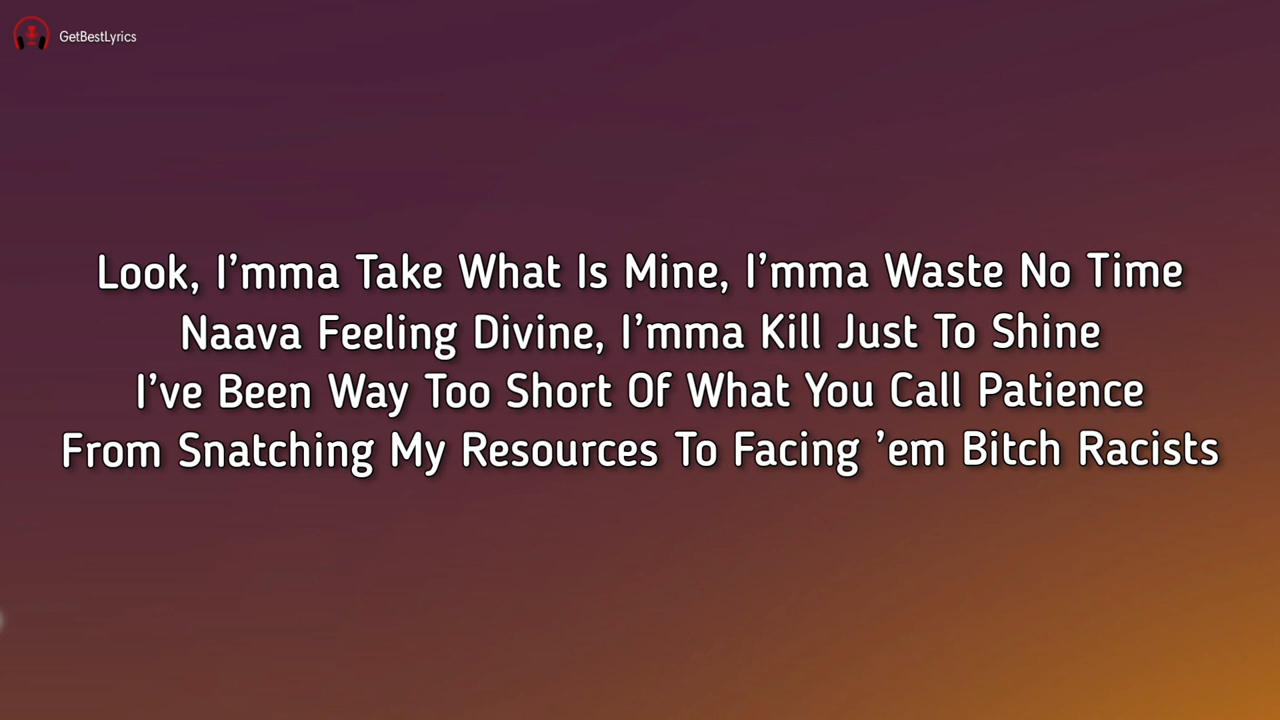 GetBestLyrics
Look, I’mma Take What Is Mine, I’mma Waste No Time
Naava Feeling Divine, I’mma Kill Just To Shine
I’ve Been Way Too Short Of What You Call Patience
From Snatching My Resources To Facing ’em Bitch Racists